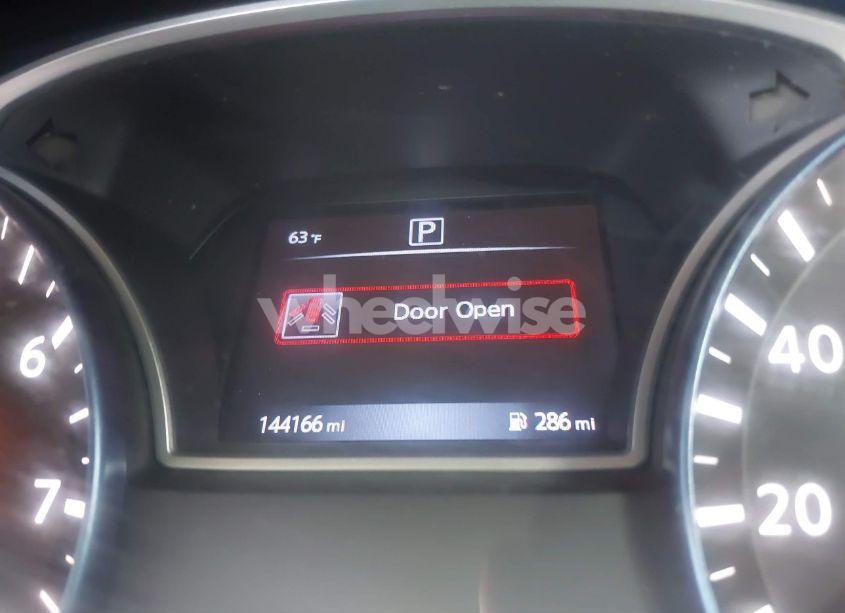 63°F P
wheelwise
Door Open
144166 mi 286 mi
6
7
40
20